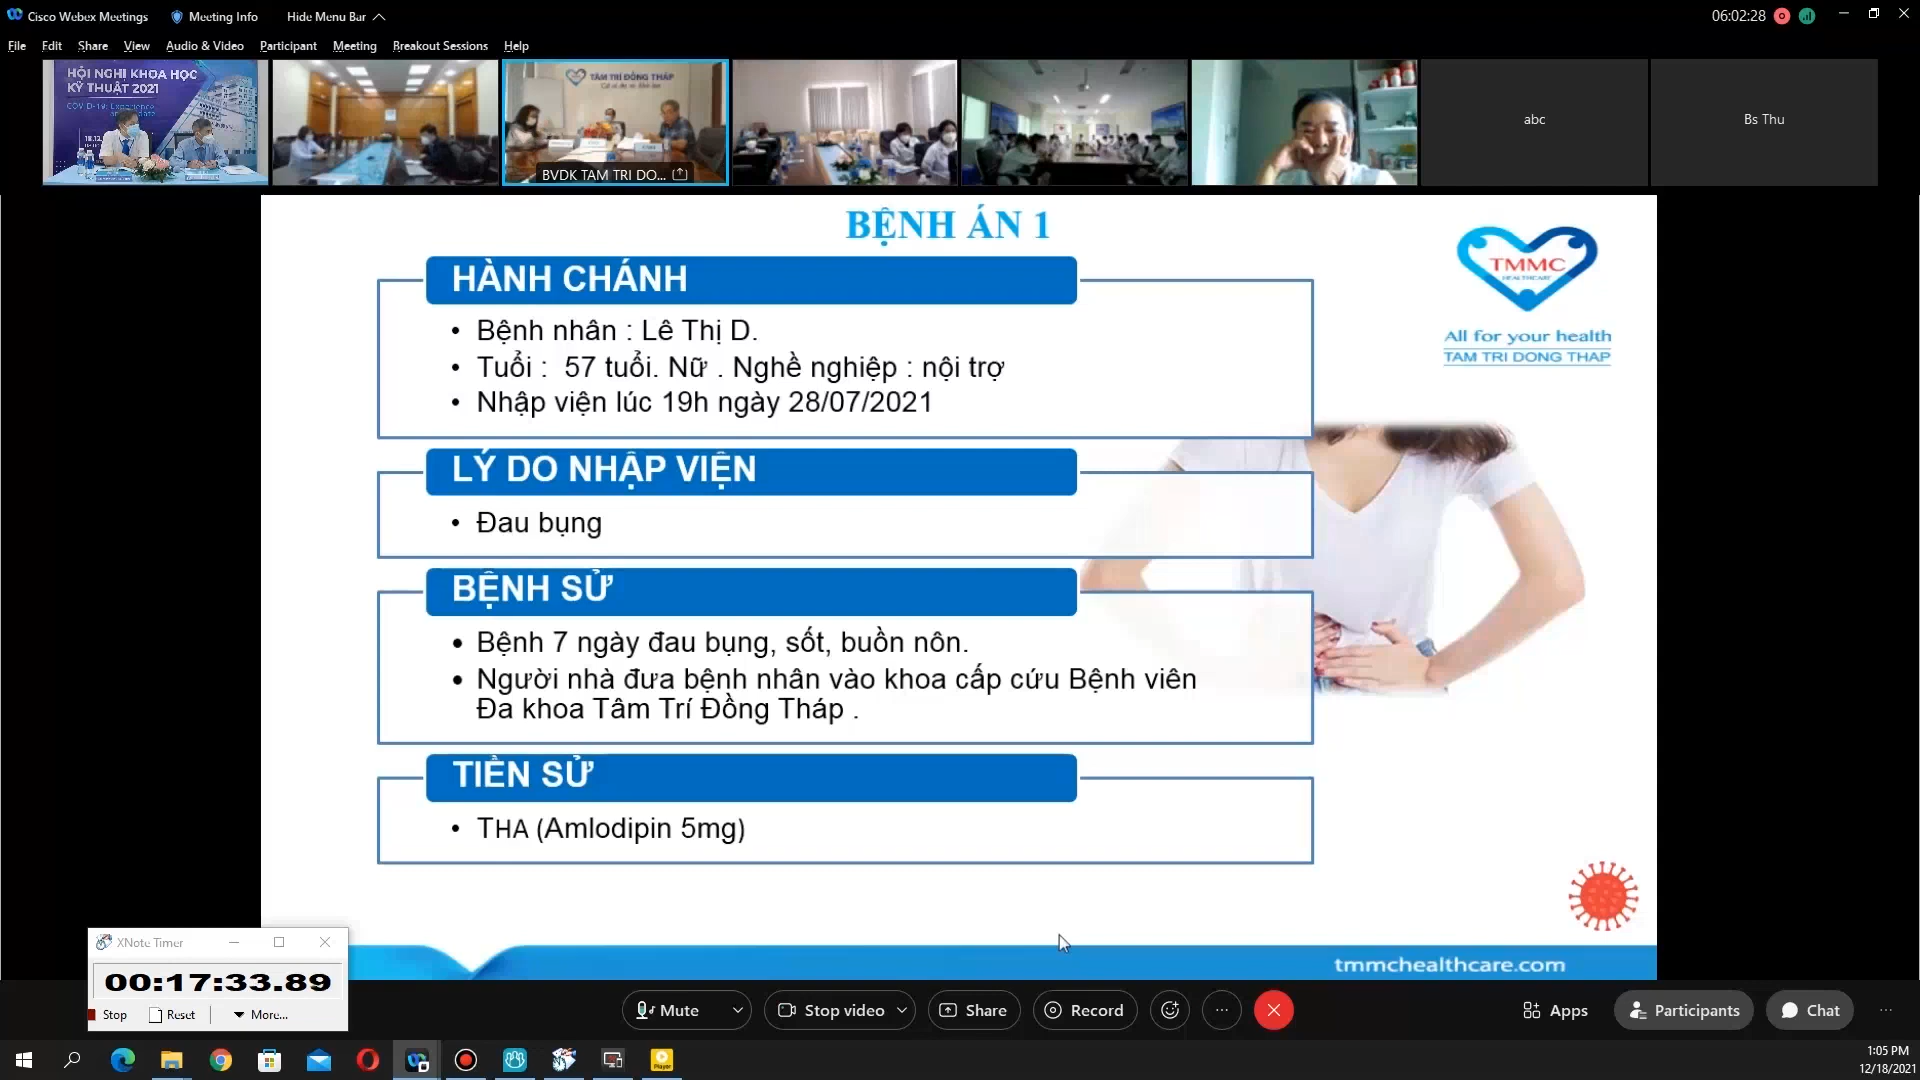 Cisco Webex Meetings
Meeting Info
Hide Menu Bar
06:02:28
File Edit Share View Audio & Video Participant Meeting Breakout Sessions Help
HỘI NGHỊ KHOA HỌC
KỸ THUẬT 2021
TÂM TRÍ ĐỒNG THÁP
BVDK TAM TRI DO...
abc
Bs Thu
BỆNH ÁN 1
HÀNH CHÁNH
• Bệnh nhân : Lê Thị D.
• Tuổi : 57 tuổi. Nữ . Nghề nghiệp : nội trợ
• Nhập viện lúc 19h ngày 28/07/2021
LÝ DO NHẬP VIỆN
• Đau bụng
BỆNH SỬ
• Bệnh 7 ngày đau bụng, sốt, buồn nôn.
• Người nhà đưa bệnh nhân vào khoa cấp cứu Bệnh viên
Đa khoa Tâm Trí Đồng Tháp .
TIỀN SỬ
• THA (Amlodipin 5mg)
TMMC
HEALTHCARE
All for your health
TAM TRI DONG THAP
tmmchealthcare.com
XNote Timer
00:17:33.89
Stop Reset More...
Mute
Stop video
Share
Record
Apps
Participants
Chat
Player
1:05 PM
12/18/2021